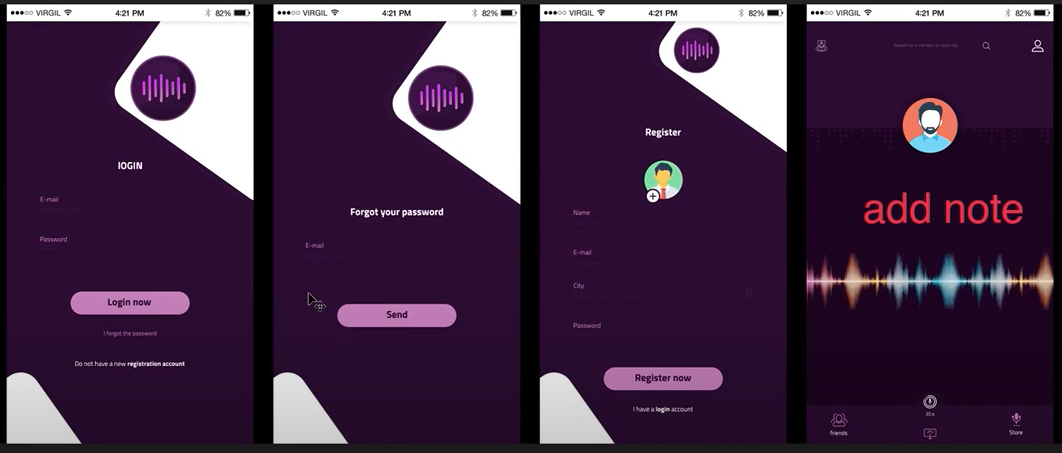 VIRGIL 4:21 PM 82%
lOGIN
E-mail
Password
Login now
I forgot the password
Do not have a new registration account
VIRGIL 4:21 PM 82%
Forgot your password
E-mail
Send
VIRGIL 4:21 PM 82%
Register
Name
E-mail
City
Password
Register now
I have a login account
VIRGIL 4:21 PM 82%
Search for a member or voice clip
add note
20 s
friends
Store